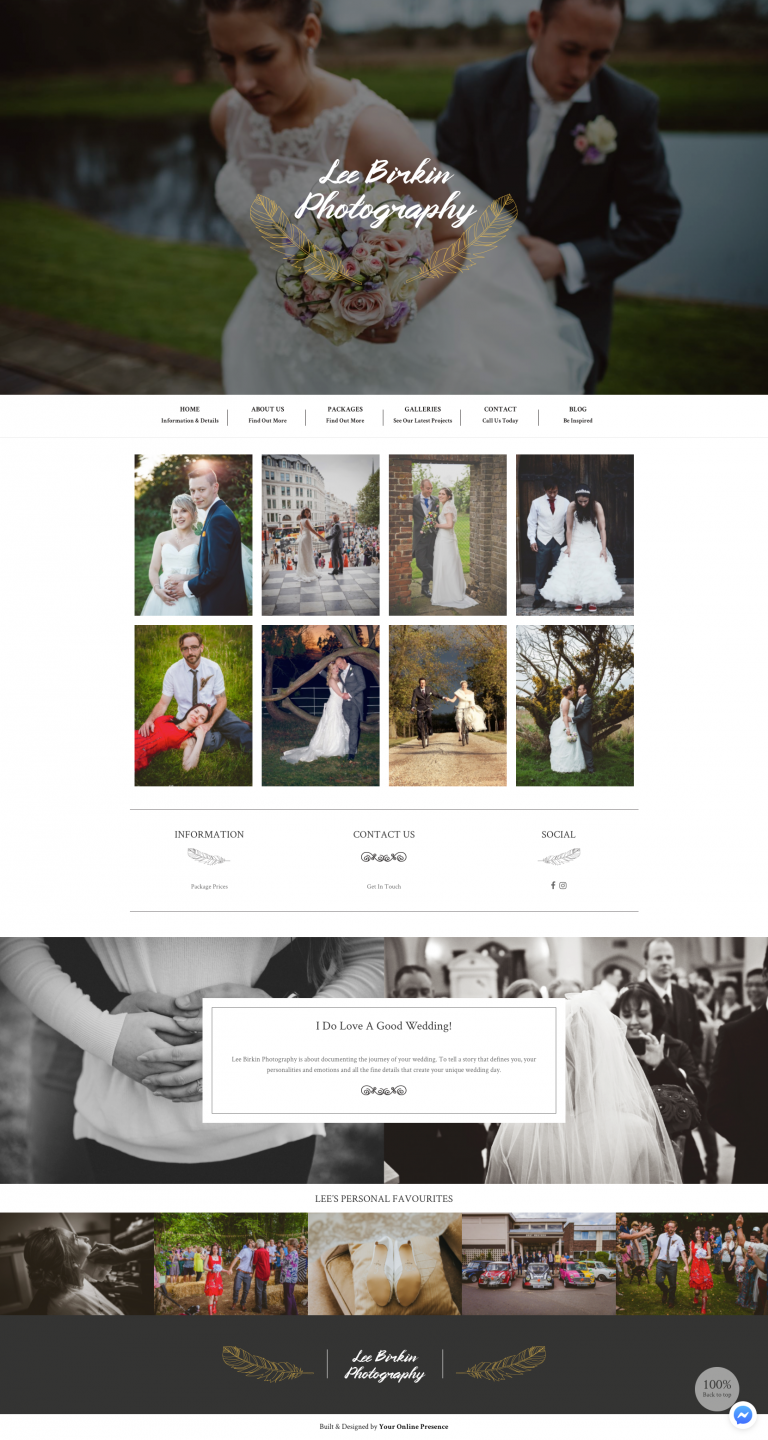 Lee Birkin
Photography
HOME
Information & Details
ABOUT US
Find Out More
PACKAGES
Find Out More
GALLERIES
See Our Latest Projects
CONTACT
Call Us Today
BLOG
Be Inspired
INFORMATION
CONTACT US
SOCIAL
Package Prices
Get In Touch
I Do Love A Good Wedding!
Lee Birkin Photography is about documenting the journey of your wedding. To tell a story that defines you, your
personalities and emotions and all the fine details that create your unique wedding day.
LEE'S PERSONAL FAVOURITES
Lee Birkin
Photography
100%
Back to top
Built & Designed by Your Online Presence